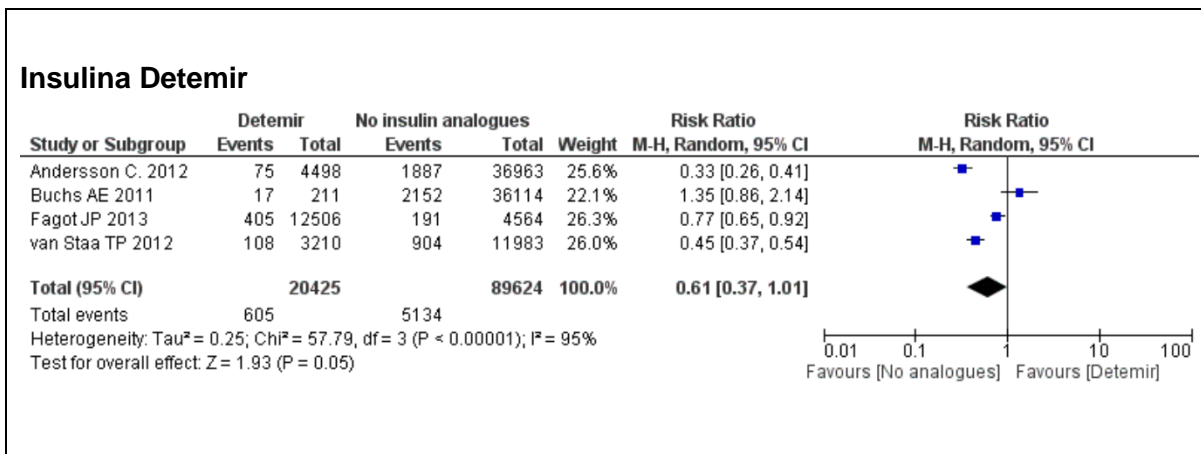 Insulina Detemir
Detemir No insulin analogues Risk Ratio Risk Ratio
Study or Subgroup Events Total Events Total Weight M-H, Random, 95% CI M-H, Random, 95% CI
Andersson C. 2012 75 4498 1887 36963 25.6% 0.33 [0.26, 0.41]
Buchs AE 2011 17 211 2152 36114 22.1% 1.35 [0.86, 2.14]
Fagot JP 2013 405 12506 191 4564 26.3% 0.77 [0.65, 0.92]
van Staa TP 2012 108 3210 904 11983 26.0% 0.45 [0.37, 0.54]
Total (95% CI) 20425 89624 100.0% 0.61 [0.37, 1.01]
Total events 605 5134
Heterogeneity: Tau² = 0.25; Chi² = 57.79, df = 3 (P < 0.00001); I² = 95%
Test for overall effect: Z = 1.93 (P = 0.05)
0.01 0.1 1 10 100
Favours [No analogues] Favours [Detemir]